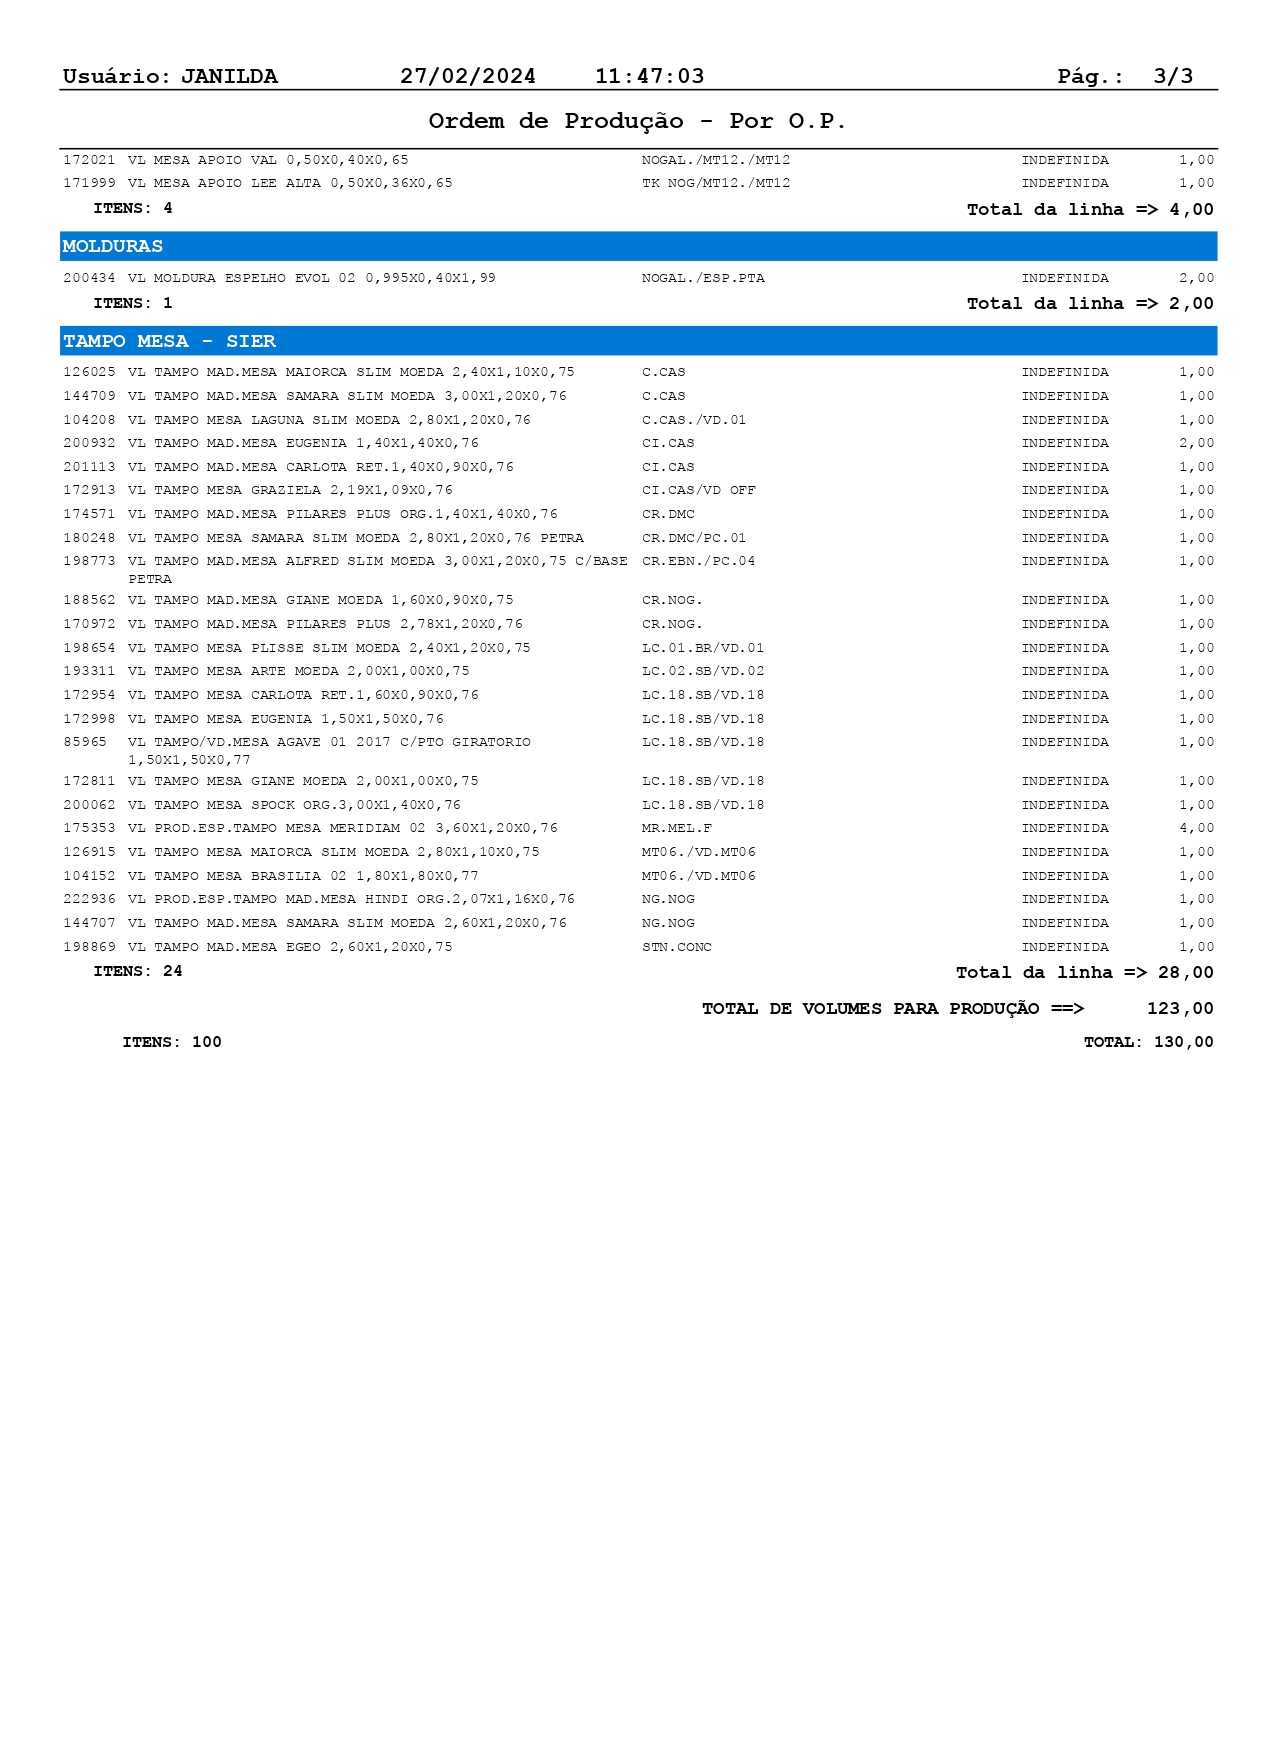 Usuário: JANILDA 27/02/2024 11:47:03 Pág.: 3/3
Ordem de Produção - Por O.P.
172021 VL MESA APOIO VAL 0,50X0,40X0,65 NOGAL./MT12./MT12 INDEFINIDA 1,00
171999 VL MESA APOIO LEE ALTA 0,50X0,36X0,65 TK NOG/MT12./MT12 INDEFINIDA 1,00
ITENS: 4 Total da linha => 4,00
MOLDURAS
200434 VL MOLDURA ESPELHO EVOL 02 0,995X0,40X1,99 NOGAL./ESP.PTA INDEFINIDA 2,00
ITENS: 1 Total da linha => 2,00
TAMPO MESA - SIER
126025 VL TAMPO MAD.MESA MAIORCA SLIM MOEDA 2,40X1,10X0,75 C.CAS INDEFINIDA 1,00
144709 VL TAMPO MAD.MESA SAMARA SLIM MOEDA 3,00X1,20X0,76 C.CAS INDEFINIDA 1,00
104208 VL TAMPO MESA LAGUNA SLIM MOEDA 2,80X1,20X0,76 C.CAS./VD.01 INDEFINIDA 1,00
200932 VL TAMPO MAD.MESA EUGENIA 1,40X1,40X0,76 CI.CAS INDEFINIDA 2,00
201113 VL TAMPO MAD.MESA CARLOTA RET.1,40X0,90X0,76 CI.CAS INDEFINIDA 1,00
172913 VL TAMPO MESA GRAZIELA 2,19X1,09X0,76 CI.CAS/VD OFF INDEFINIDA 1,00
174571 VL TAMPO MAD.MESA PILARES PLUS ORG.1,40X1,40X0,76 CR.DMC INDEFINIDA 1,00
180248 VL TAMPO MESA SAMARA SLIM MOEDA 2,80X1,20X0,76 PETRA CR.DMC/PC.01 INDEFINIDA 1,00
198773 VL TAMPO MAD.MESA ALFRED SLIM MOEDA 3,00X1,20X0,75 C/BASE CR.EBN./PC.04 INDEFINIDA 1,00
PETRA
188562 VL TAMPO MAD.MESA GIANE MOEDA 1,60X0,90X0,75 CR.NOG. INDEFINIDA 1,00
170972 VL TAMPO MAD.MESA PILARES PLUS 2,78X1,20X0,76 CR.NOG. INDEFINIDA 1,00
198654 VL TAMPO MESA PLISSE SLIM MOEDA 2,40X1,20X0,75 LC.01.BR/VD.01 INDEFINIDA 1,00
193311 VL TAMPO MESA ARTE MOEDA 2,00X1,00X0,75 LC.02.SB/VD.02 INDEFINIDA 1,00
172954 VL TAMPO MESA CARLOTA RET.1,60X0,90X0,76 LC.18.SB/VD.18 INDEFINIDA 1,00
172998 VL TAMPO MESA EUGENIA 1,50X1,50X0,76 LC.18.SB/VD.18 INDEFINIDA 1,00
85965 VL TAMPO/VD.MESA AGAVE 01 2017 C/PTO GIRATORIO LC.18.SB/VD.18 INDEFINIDA 1,00
1,50X1,50X0,77
172811 VL TAMPO MESA GIANE MOEDA 2,00X1,00X0,75 LC.18.SB/VD.18 INDEFINIDA 1,00
200062 VL TAMPO MESA SPOCK ORG.3,00X1,40X0,76 LC.18.SB/VD.18 INDEFINIDA 1,00
175353 VL PROD.ESP.TAMPO MESA MERIDIAM 02 3,60X1,20X0,76 MR.MEL.F INDEFINIDA 4,00
126915 VL TAMPO MESA MAIORCA SLIM MOEDA 2,80X1,10X0,75 MT06./VD.MT06 INDEFINIDA 1,00
104152 VL TAMPO MESA BRASILIA 02 1,80X1,80X0,77 MT06./VD.MT06 INDEFINIDA 1,00
222936 VL PROD.ESP.TAMPO MAD.MESA HINDI ORG.2,07X1,16X0,76 NG.NOG INDEFINIDA 1,00
144707 VL TAMPO MAD.MESA SAMARA SLIM MOEDA 2,60X1,20X0,76 NG.NOG INDEFINIDA 1,00
198869 VL TAMPO MAD.MESA EGEO 2,60X1,20X0,75 STN.CONC INDEFINIDA 1,00
ITENS: 24 Total da linha => 28,00
TOTAL DE VOLUMES PARA PRODUÇÃO ==> 123,00
ITENS: 100 TOTAL: 130,00